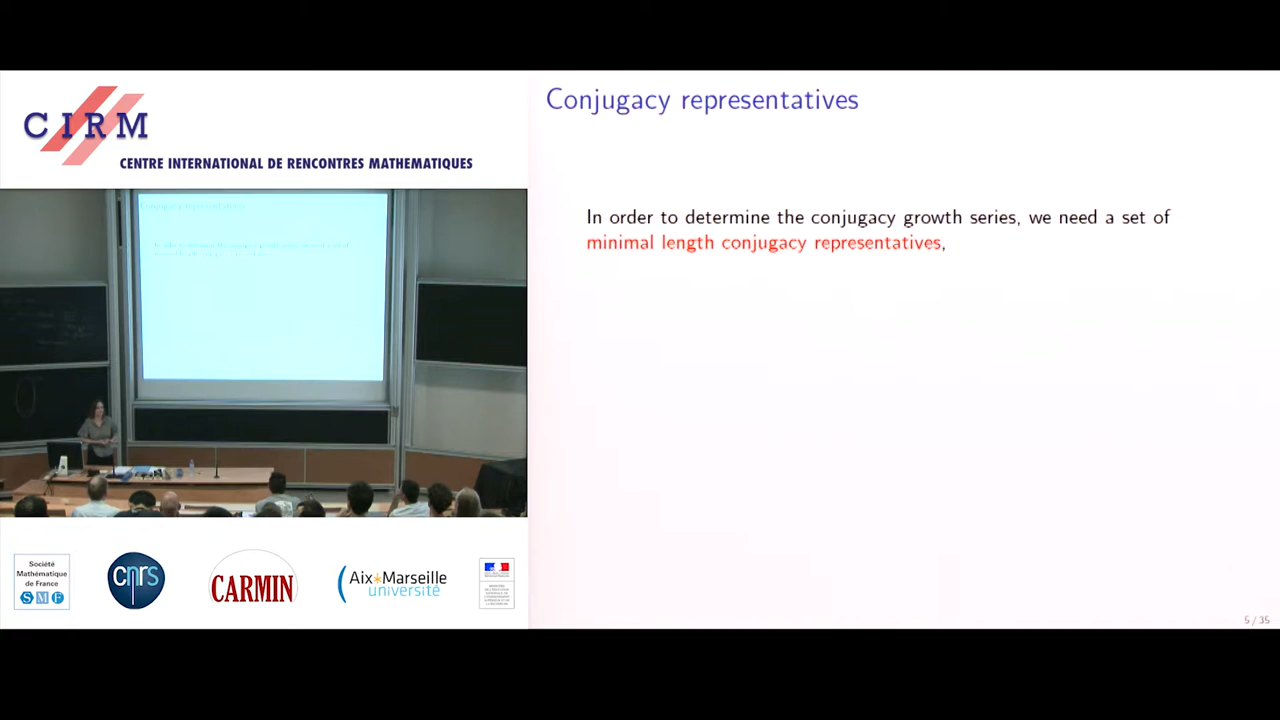 CIRM
CENTRE INTERNATIONAL DE RENCONTRES MATHEMATIQUES
Conjugacy representatives
In order to determine the conjugacy growth series, we need a set of
minimal length conjugacy representatives,
Société
Mathématique
de France
SMF
cnrs
CARMIN
Aix*Marseille
université
5 / 35